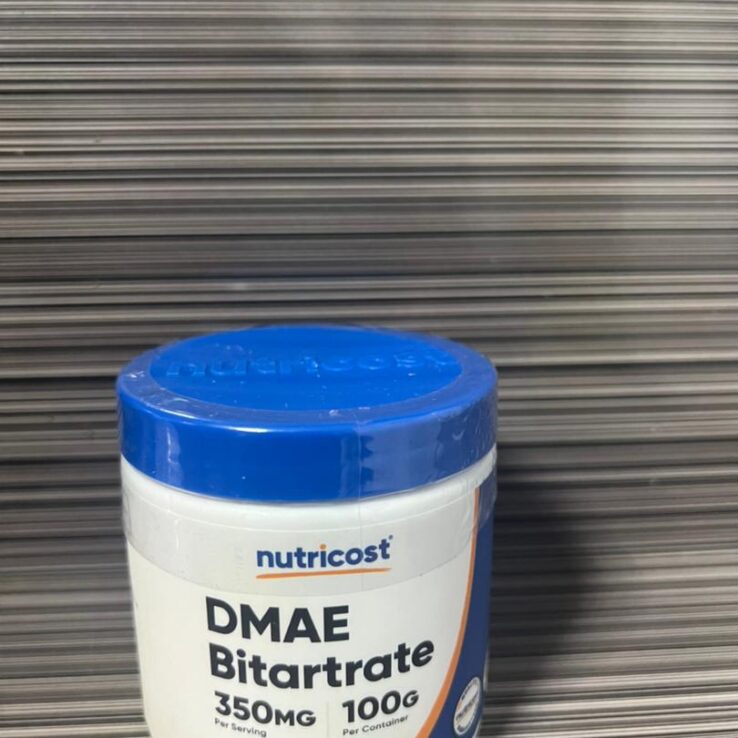 nutricost
nutricost®
DMAE
Bitartrate
350MG 100G
Per Serving Per Container